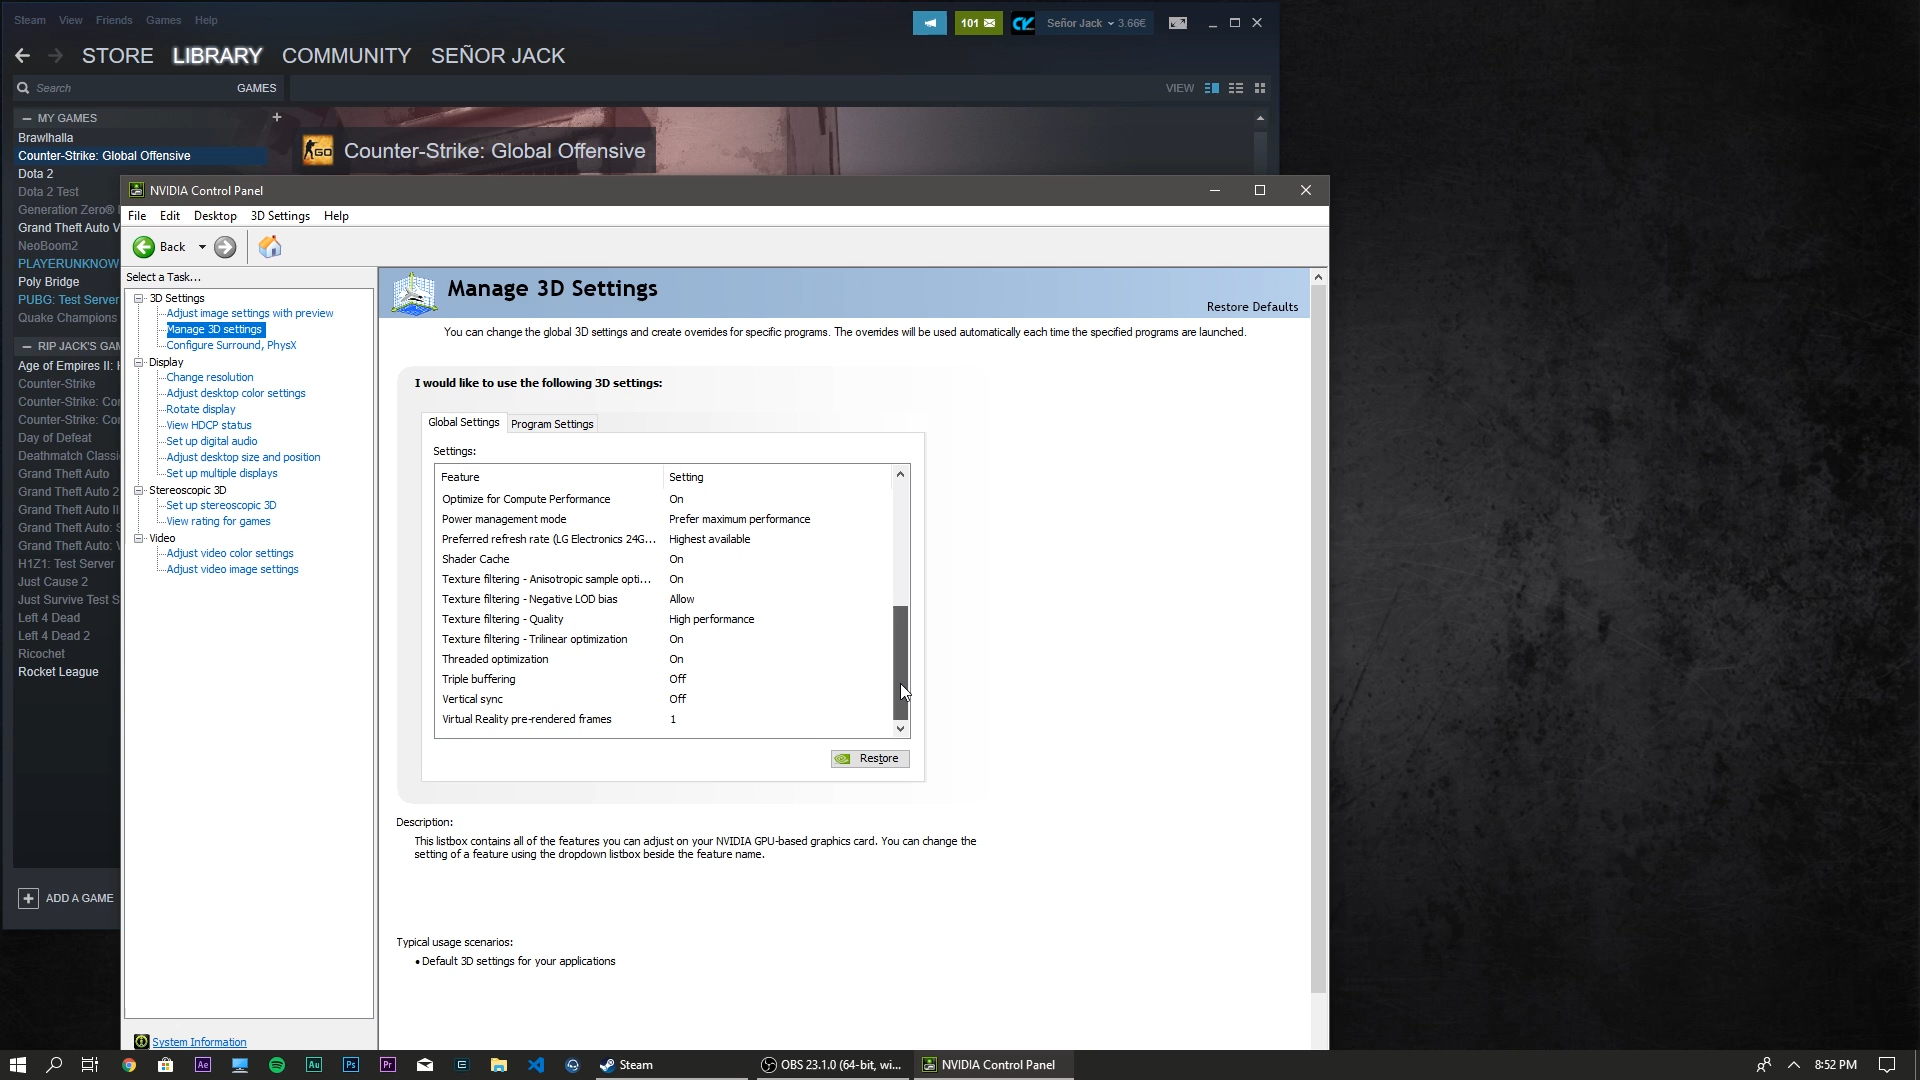 Steam View Friends Games Help
101
Señor Jack 3.66€
STORE LIBRARY COMMUNITY SEÑOR JACK
Search
GAMES
VIEW
MY GAMES
Brawlhalla
Counter-Strike: Global Offensive
Dota 2
Dota 2 Test
Generation Zero®
Grand Theft Auto V
NeoBoom2
PLAYERUNKNOW
Poly Bridge
PUBG: Test Server
Quake Champions
RIP JACK'S GAM
Age of Empires II:
Counter-Strike
Counter-Strike: Co
Counter-Strike: Co
Day of Defeat
Deathmatch Classi
Grand Theft Auto
Grand Theft Auto 2
Grand Theft Auto II
Grand Theft Auto: S
Grand Theft Auto: V
H1Z1: Test Server
Just Cause 2
Just Survive Test S
Left 4 Dead
Left 4 Dead 2
Ricochet
Rocket League
ADD A GAME
GO
Counter-Strike: Global Offensive
NVIDIA Control Panel
File Edit Desktop 3D Settings Help
Back
Select a Task...
3D Settings
Adjust image settings with preview
Manage 3D settings
Configure Surround, PhysX
Display
Change resolution
Adjust desktop color settings
Rotate display
View HDCP status
Set up digital audio
Adjust desktop size and position
Set up multiple displays
Stereoscopic 3D
Set up stereoscopic 3D
View rating for games
Video
Adjust video color settings
Adjust video image settings
System Information
Manage 3D Settings
Restore Defaults
You can change the global 3D settings and create overrides for specific programs. The overrides will be used automatically each time the specified programs are launched.
I would like to use the following 3D settings:
Global Settings Program Settings
Settings:
Feature Setting
Optimize for Compute Performance On
Power management mode Prefer maximum performance
Preferred refresh rate (LG Electronics 24G... Highest available
Shader Cache On
Texture filtering - Anisotropic sample opti... On
Texture filtering - Negative LOD bias Allow
Texture filtering - Quality High performance
Texture filtering - Trilinear optimization On
Threaded optimization On
Triple buffering Off
Vertical sync Off
Virtual Reality pre-rendered frames 1
Restore
Description:
This listbox contains all of the features you can adjust on your NVIDIA GPU-based graphics card. You can change the
setting of a feature using the dropdown listbox beside the feature name.
Typical usage scenarios:
• Default 3D settings for your applications
Ae Au Ps Pr
Steam
OBS 23.1.0 (64-bit, wi...
NVIDIA Control Panel
8:52 PM